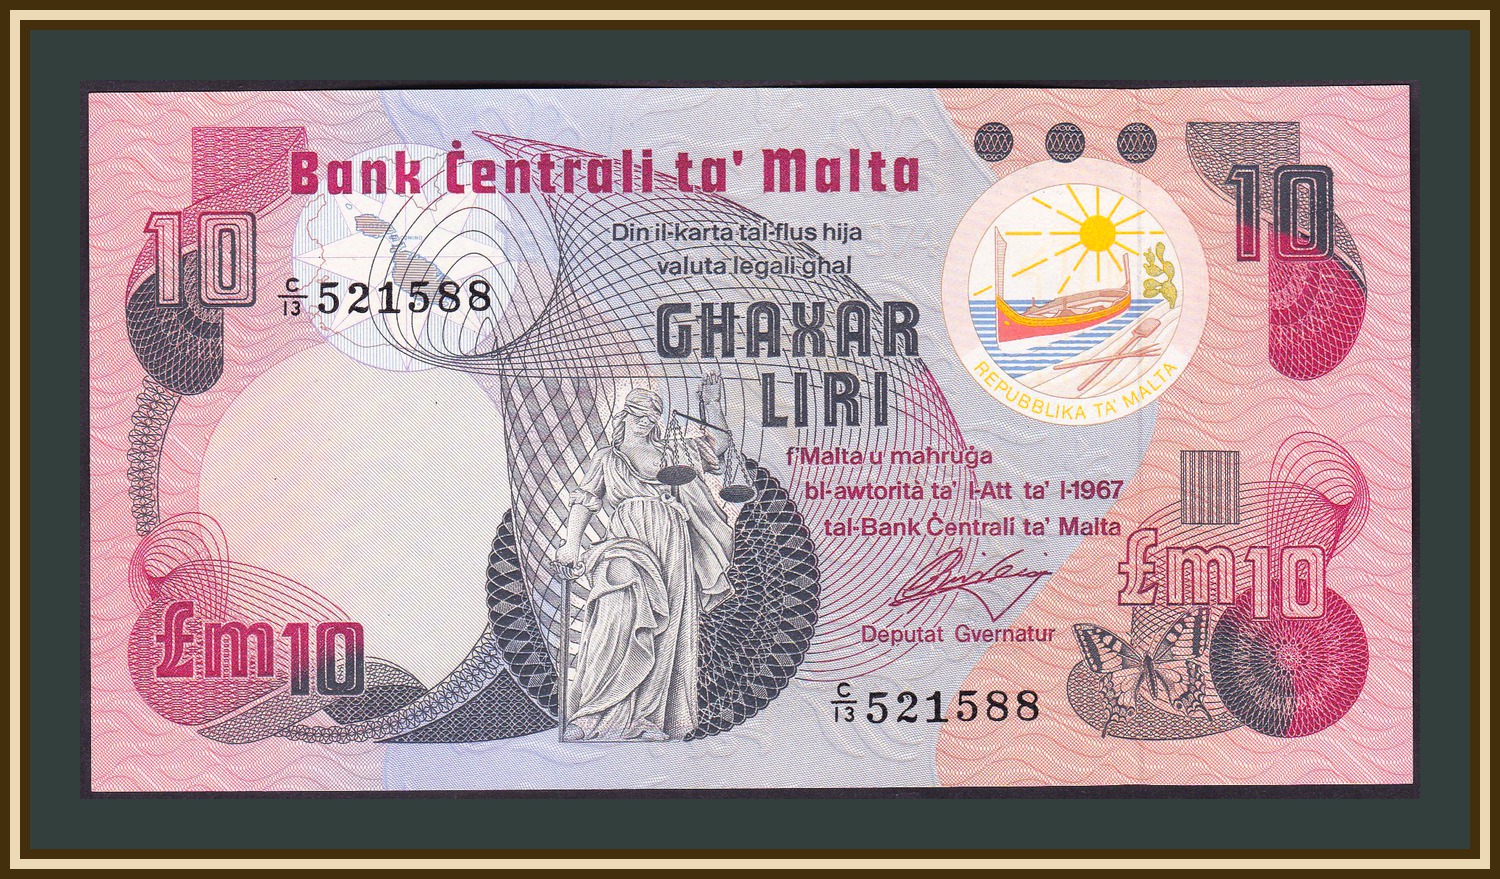 Bank Ċentrali ta' Malta
10
10
Din il-karta tal-flus hija
valuta legali għal
C/13 521588
GĦAXAR
LIRI
REPUBBLIKA TA' MALTA
f'Malta u maħruġa
bl-awtorità ta' l-Att ta' l-1967
tal-Bank Ċentrali ta' Malta
£m10
Deputat Gvernatur
£m10
C/13 521588